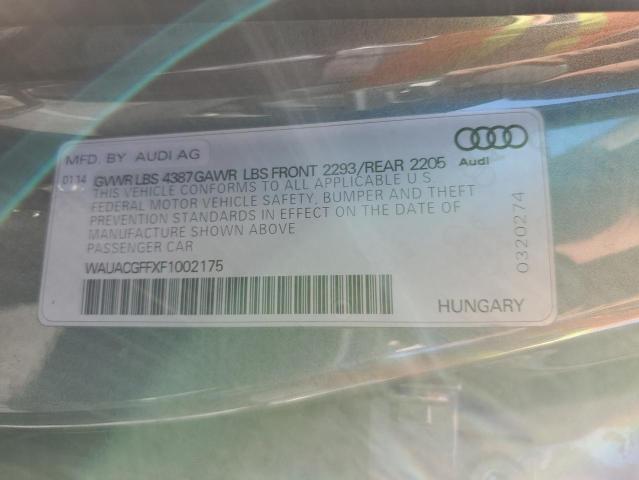 MFD. BY AUDI AG
Audi
01 14 GVWR LBS 4387 GAWR LBS FRONT 2293/REAR 2205
THIS VEHICLE CONFORMS TO ALL APPLICABLE U S
FEDERAL MOTOR VEHICLE SAFETY, BUMPER AND THEFT
PREVENTION STANDARDS IN EFFECT ON THE DATE OF
MANUFACTURE SHOWN ABOVE
PASSENGER CAR
WAUACGFFXF1002175
HUNGARY
0320274